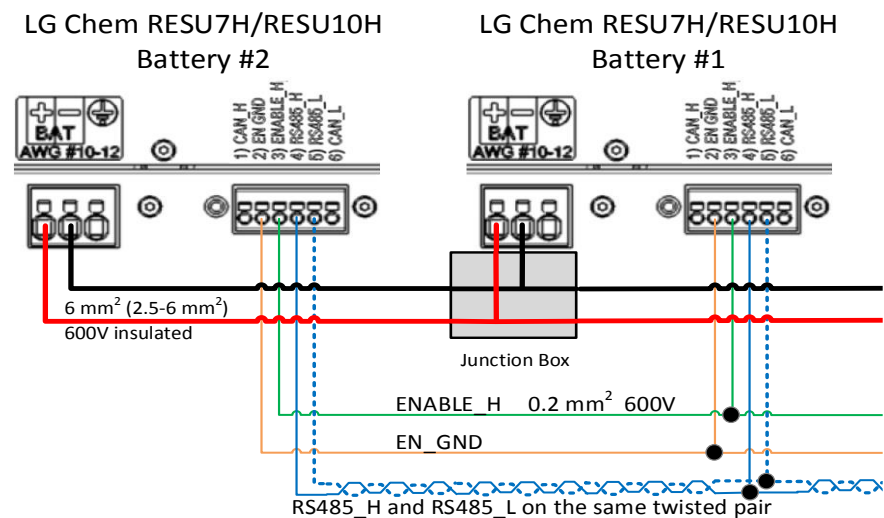 LG Chem RESU7H/RESU10H
Battery #2
LG Chem RESU7H/RESU10H
Battery #1
+ -
BAT
AWG #10-12
1) CAN_H
2) EN GND
3) ENABLE_H
4) RS485_H
5) RS485_L
6) CAN_L
+ -
BAT
AWG #10-12
1) CAN_H
2) EN GND
3) ENABLE_H
4) RS485_H
5) RS485_L
6) CAN_L
6 mm² (2.5-6 mm²)
600V insulated
Junction Box
ENABLE_H 0.2 mm² 600V
EN_GND
RS485_H and RS485_L on the same twisted pair